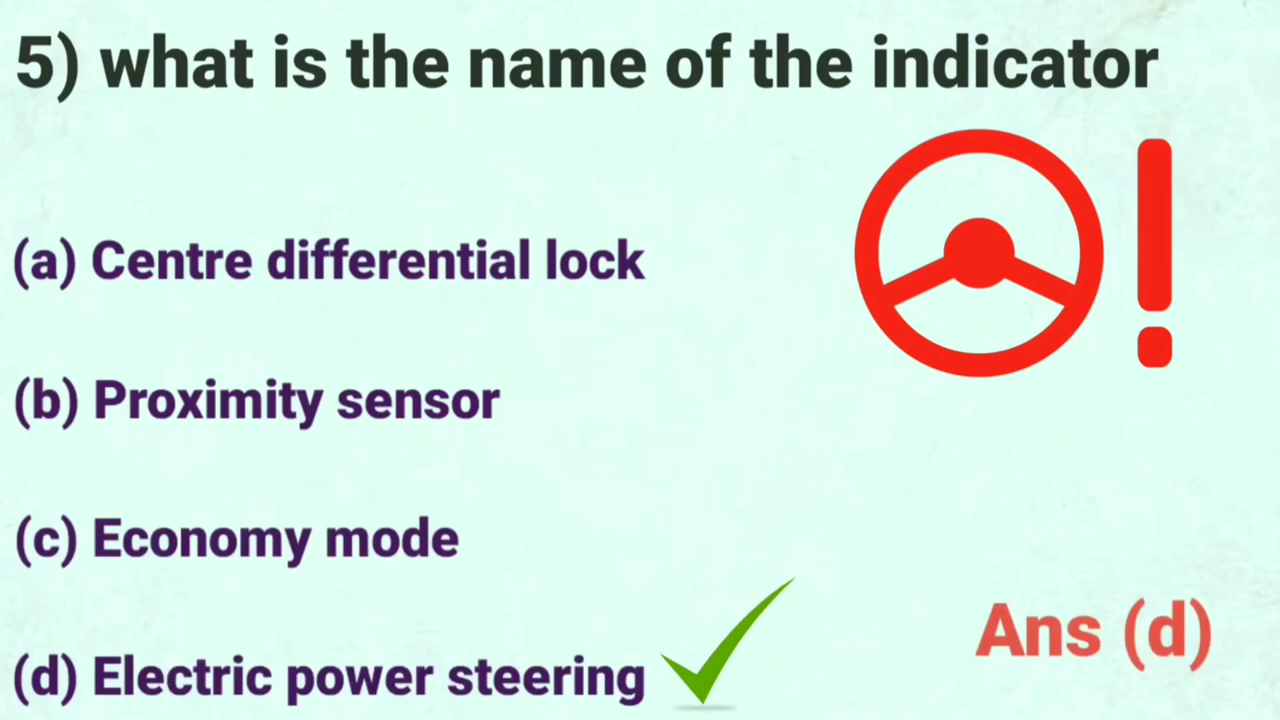 5) what is the name of the indicator
(a) Centre differential lock
(b) Proximity sensor
(c) Economy mode
(d) Electric power steering
Ans (d)